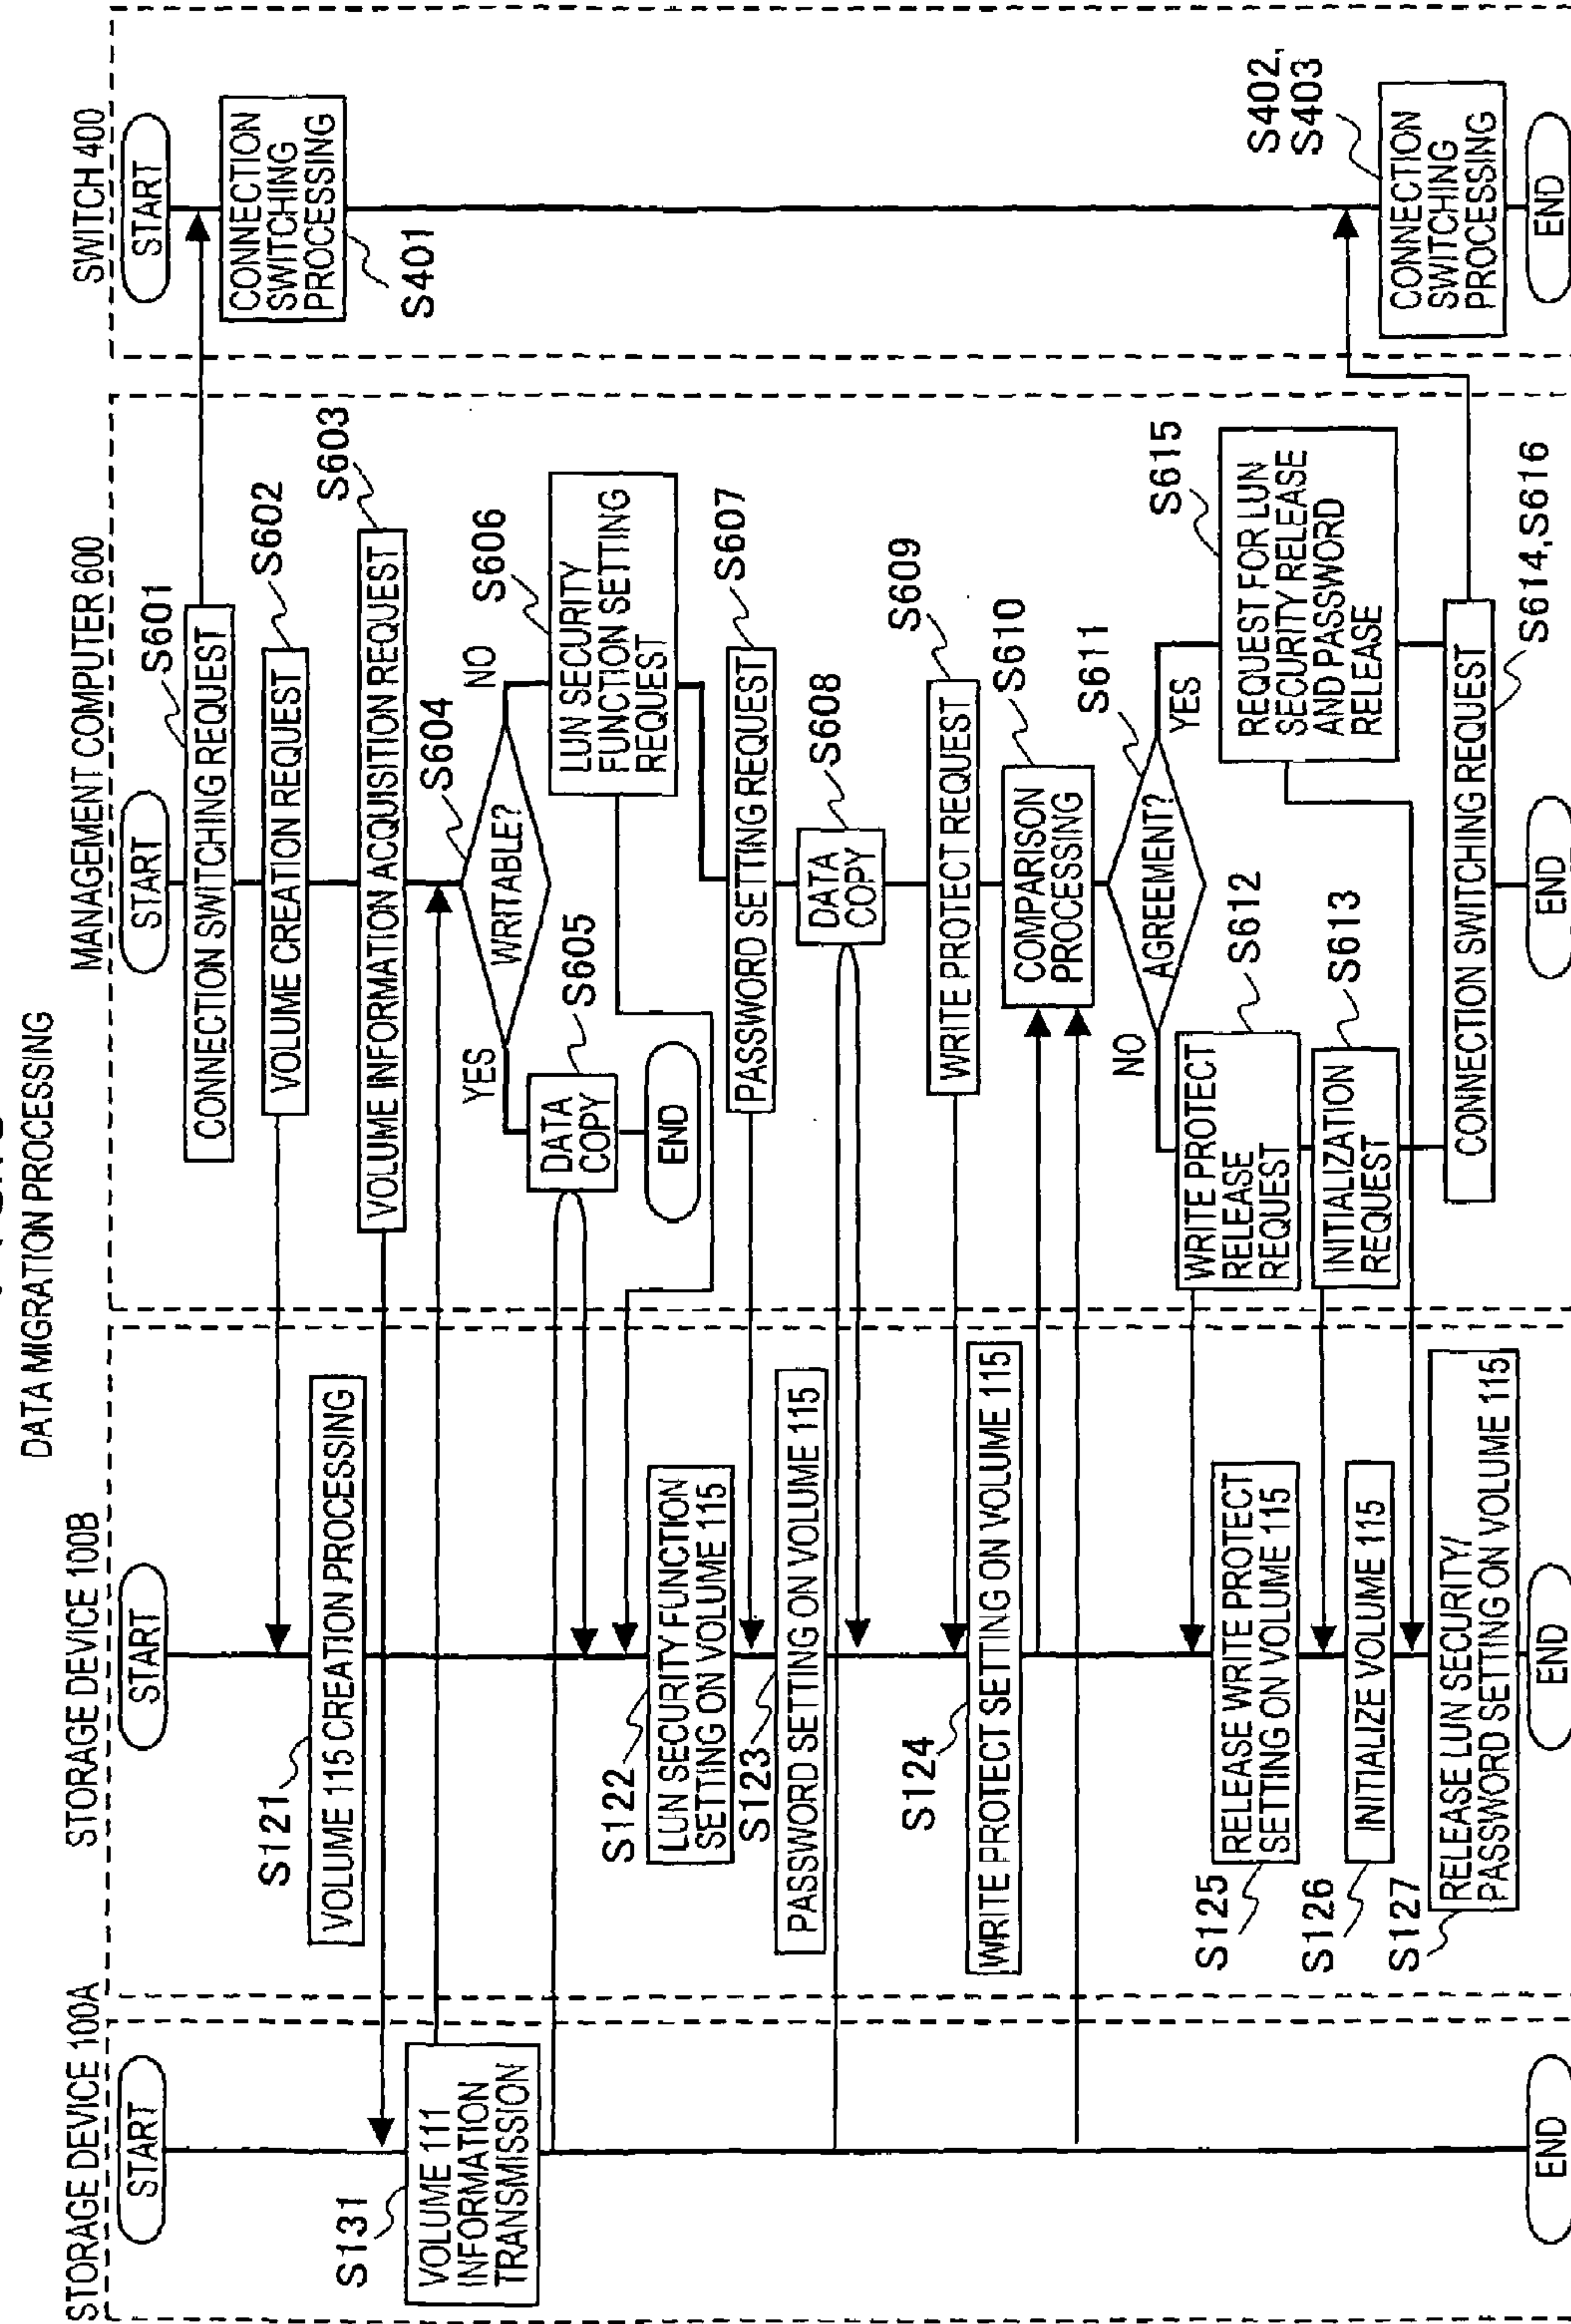 DATA MIGRATION PROCESSING
STORAGE DEVICE 100A
START
S131
VOLUME 111
INFORMATION
TRANSMISSION
END
STORAGE DEVICE 100B
START
S121
VOLUME 115 CREATION PROCESSING
S122
LUN SECURITY FUNCTION
SETTING ON VOLUME 115
S123
PASSWORD SETTING ON VOLUME 115
S124
WRITE PROTECT SETTING ON VOLUME 115
S125
RELEASE WRITE PROTECT
SETTING ON VOLUME 115
S126
INITIALIZE VOLUME 115
S127
RELEASE LUN SECURITY/
PASSWORD SETTING ON VOLUME 115
END
MANAGEMENT COMPUTER 600
START
S601
CONNECTION SWITCHING REQUEST
S602
VOLUME CREATION REQUEST
S603
VOLUME INFORMATION ACQUISITION REQUEST
S604
WRITABLE?
YES
NO
S605
DATA
COPY
END
S606
LUN SECURITY
FUNCTION SETTING
REQUEST
S607
PASSWORD SETTING REQUEST
S608
DATA
COPY
S609
WRITE PROTECT REQUEST
S610
COMPARISON
PROCESSING
S611
AGREEMENT?
NO
YES
S612
WRITE PROTECT
RELEASE
REQUEST
S613
INITIALIZATION
REQUEST
S615
REQUEST FOR LUN
SECURITY RELEASE
AND PASSWORD
RELEASE
CONNECTION SWITCHING REQUEST
S614,S616
END
SWITCH 400
START
CONNECTION
SWITCHING
PROCESSING
S401
S402,
S403
CONNECTION
SWITCHING
PROCESSING
END